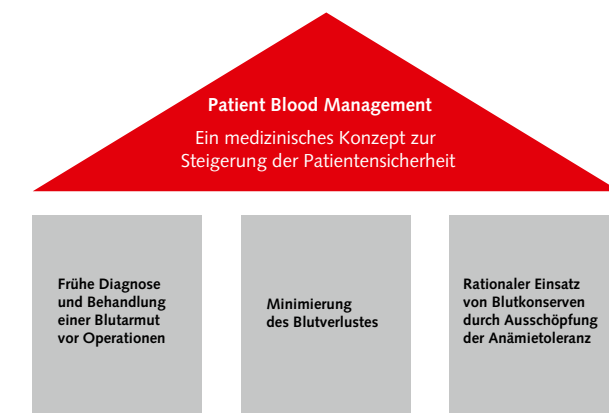 Patient Blood Management
Ein medizinisches Konzept zur
Steigerung der Patientensicherheit
Frühe Diagnose
und Behandlung
einer Blutarmut
vor Operationen
Minimierung
des Blutverlustes
Rationaler Einsatz
von Blutkonserven
durch Ausschöpfung
der Anämietoleranz